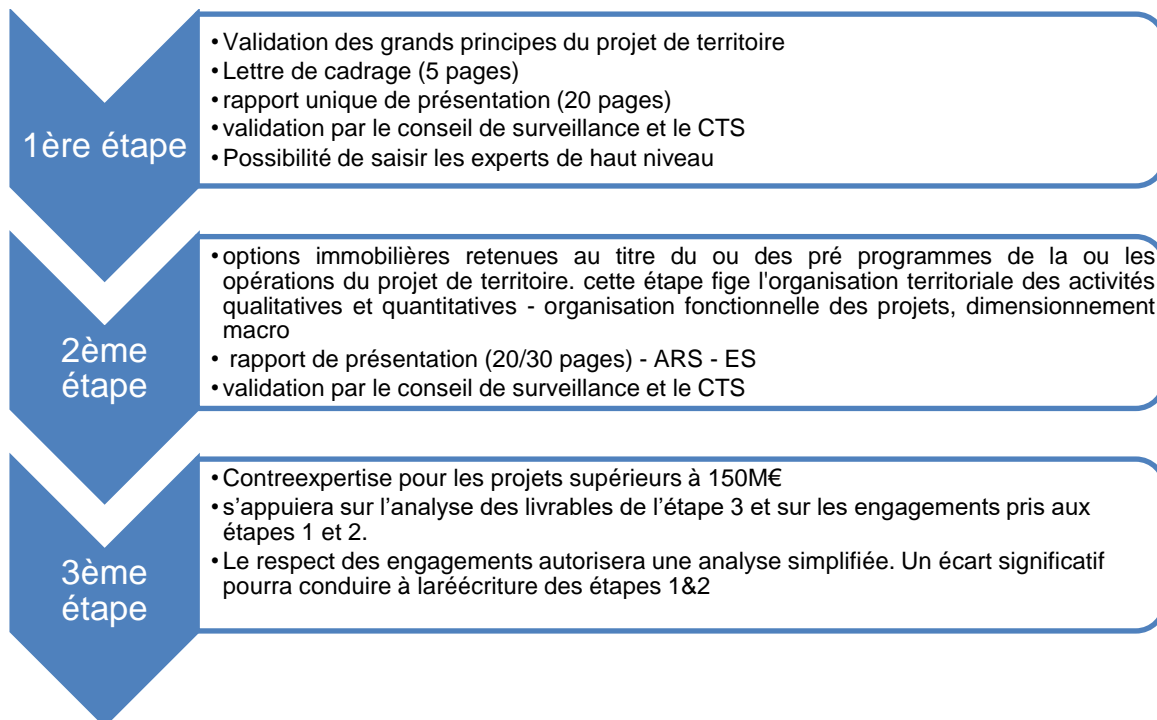 1ère étape
• Validation des grands principes du projet de territoire
• Lettre de cadrage (5 pages)
• rapport unique de présentation (20 pages)
• validation par le conseil de surveillance et le CTS
• Possibilité de saisir les experts de haut niveau
2ème
étape
• options immobilières retenues au titre du ou des pré programmes de la ou les
opérations du projet de territoire. cette étape fige l'organisation territoriale des activités
qualitatives et quantitatives - organisation fonctionnelle des projets, dimensionnement
macro
• rapport de présentation (20/30 pages) - ARS - ES
• validation par le conseil de surveillance et le CTS
3ème
étape
• Contreexpertise pour les projets supérieurs à 150M€
• s’appuiera sur l’analyse des livrables de l’étape 3 et sur les engagements pris aux
étapes 1 et 2.
• Le respect des engagements autorisera une analyse simplifiée. Un écart significatif
pourra conduire à laréécriture des étapes 1&2